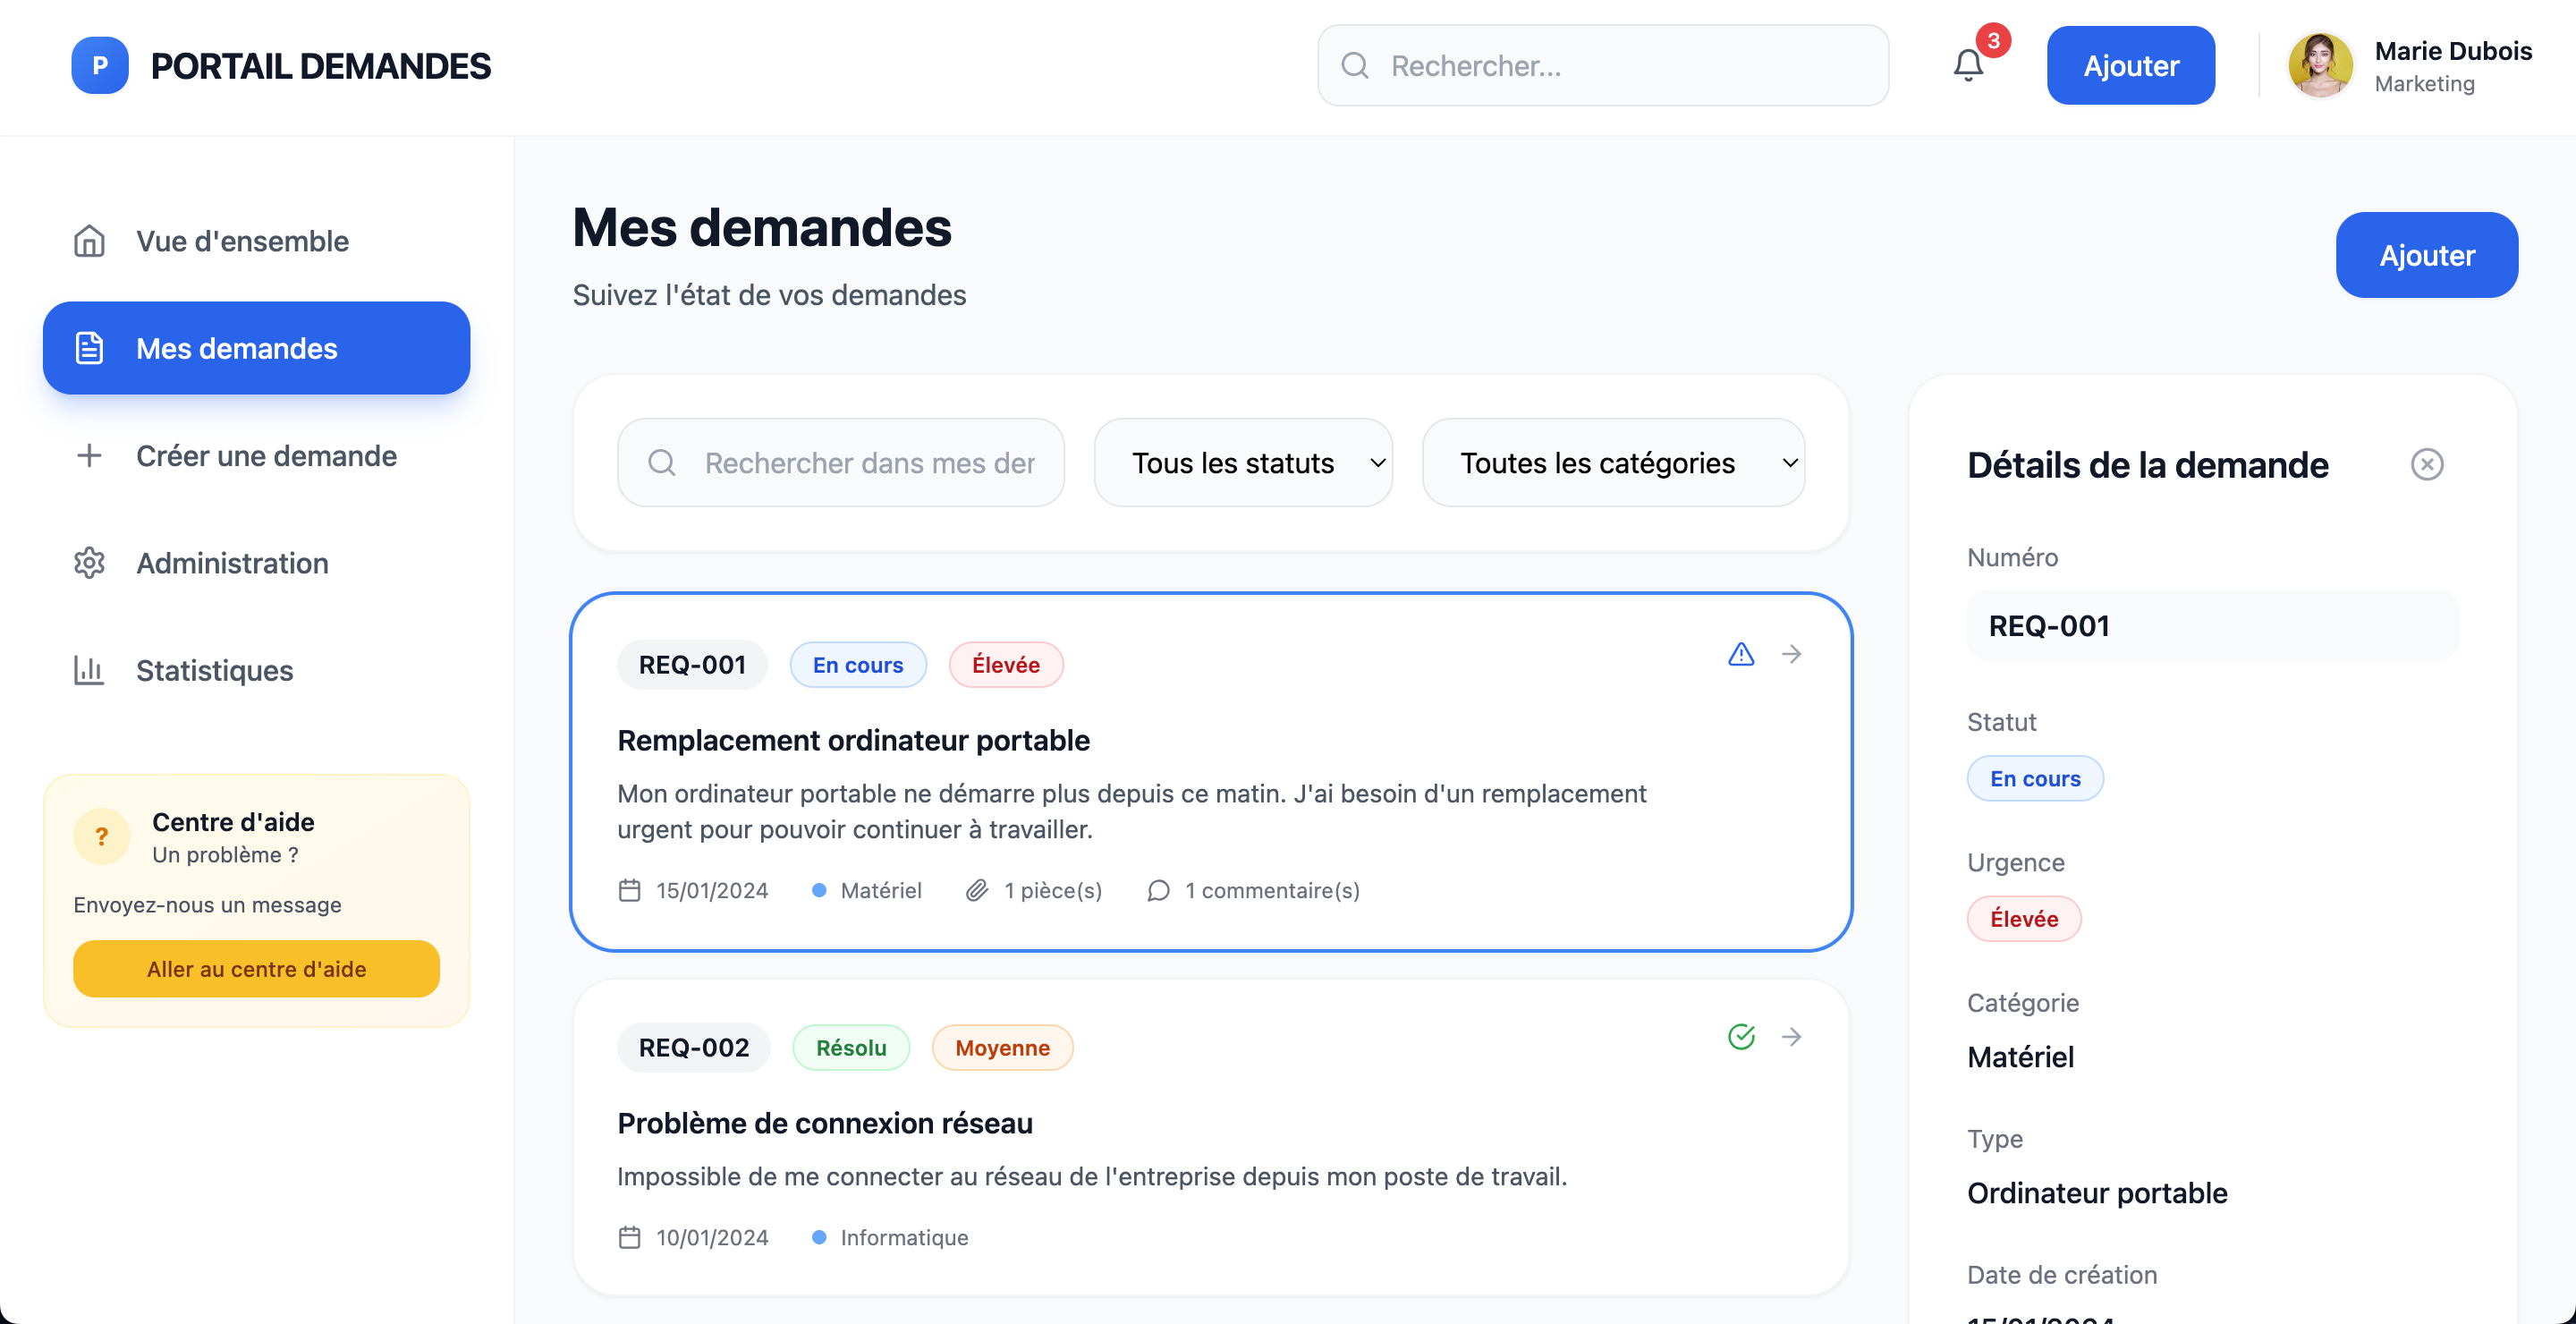 P PORTAIL DEMANDES
Rechercher...
3
Ajouter
Marie Dubois
Marketing
Vue d'ensemble
Mes demandes
Créer une demande
Administration
Statistiques
?
Centre d'aide
Un problème ?
Envoyez-nous un message
Aller au centre d'aide
Mes demandes
Suivez l'état de vos demandes
Ajouter
Rechercher dans mes der
Tous les statuts
Toutes les catégories
REQ-001 En cours Élevée
Remplacement ordinateur portable
Mon ordinateur portable ne démarre plus depuis ce matin. J'ai besoin d'un remplacement
urgent pour pouvoir continuer à travailler.
15/01/2024 Matériel 1 pièce(s) 1 commentaire(s)
REQ-002 Résolu Moyenne
Problème de connexion réseau
Impossible de me connecter au réseau de l'entreprise depuis mon poste de travail.
10/01/2024 Informatique
Détails de la demande
Numéro
REQ-001
Statut
En cours
Urgence
Élevée
Catégorie
Matériel
Type
Ordinateur portable
Date de création
15/01/2024